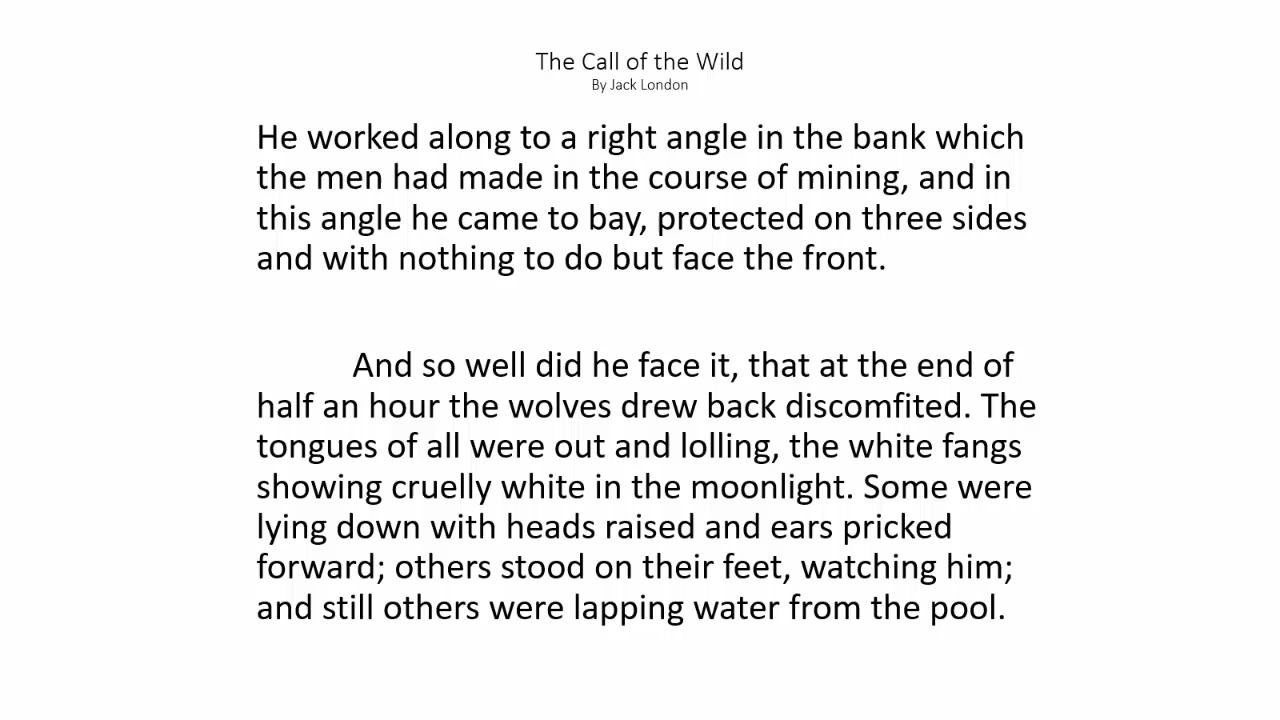 The Call of the Wild
By Jack London
He worked along to a right angle in the bank which
the men had made in the course of mining, and in
this angle he came to bay, protected on three sides
and with nothing to do but face the front.
And so well did he face it, that at the end of
half an hour the wolves drew back discomfited. The
tongues of all were out and lolling, the white fangs
showing cruelly white in the moonlight. Some were
lying down with heads raised and ears pricked
forward; others stood on their feet, watching him;
and still others were lapping water from the pool.